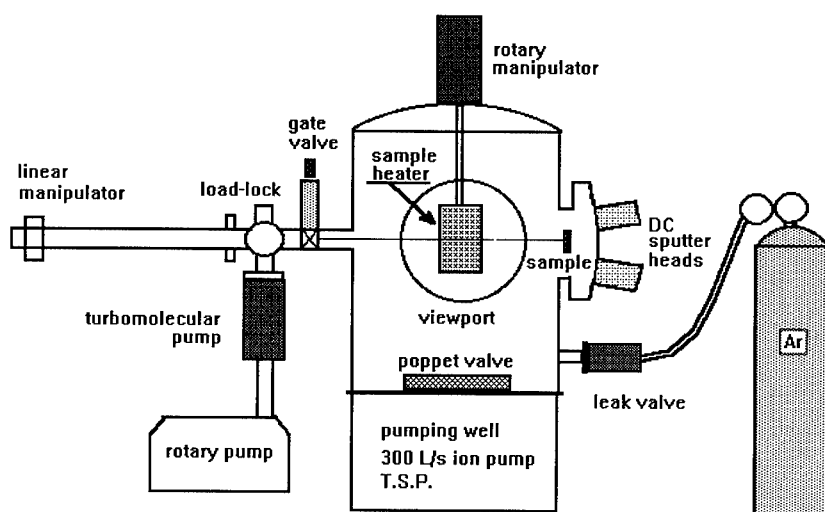 rotary
manipulator
gate
valve
linear
manipulator
load-lock
sample
heater
DC
sputter
heads
sample
viewport
turbomolecular
pump
poppet valve
leak valve
Ar
rotary pump
pumping well
300 L/s ion pump
T.S.P.